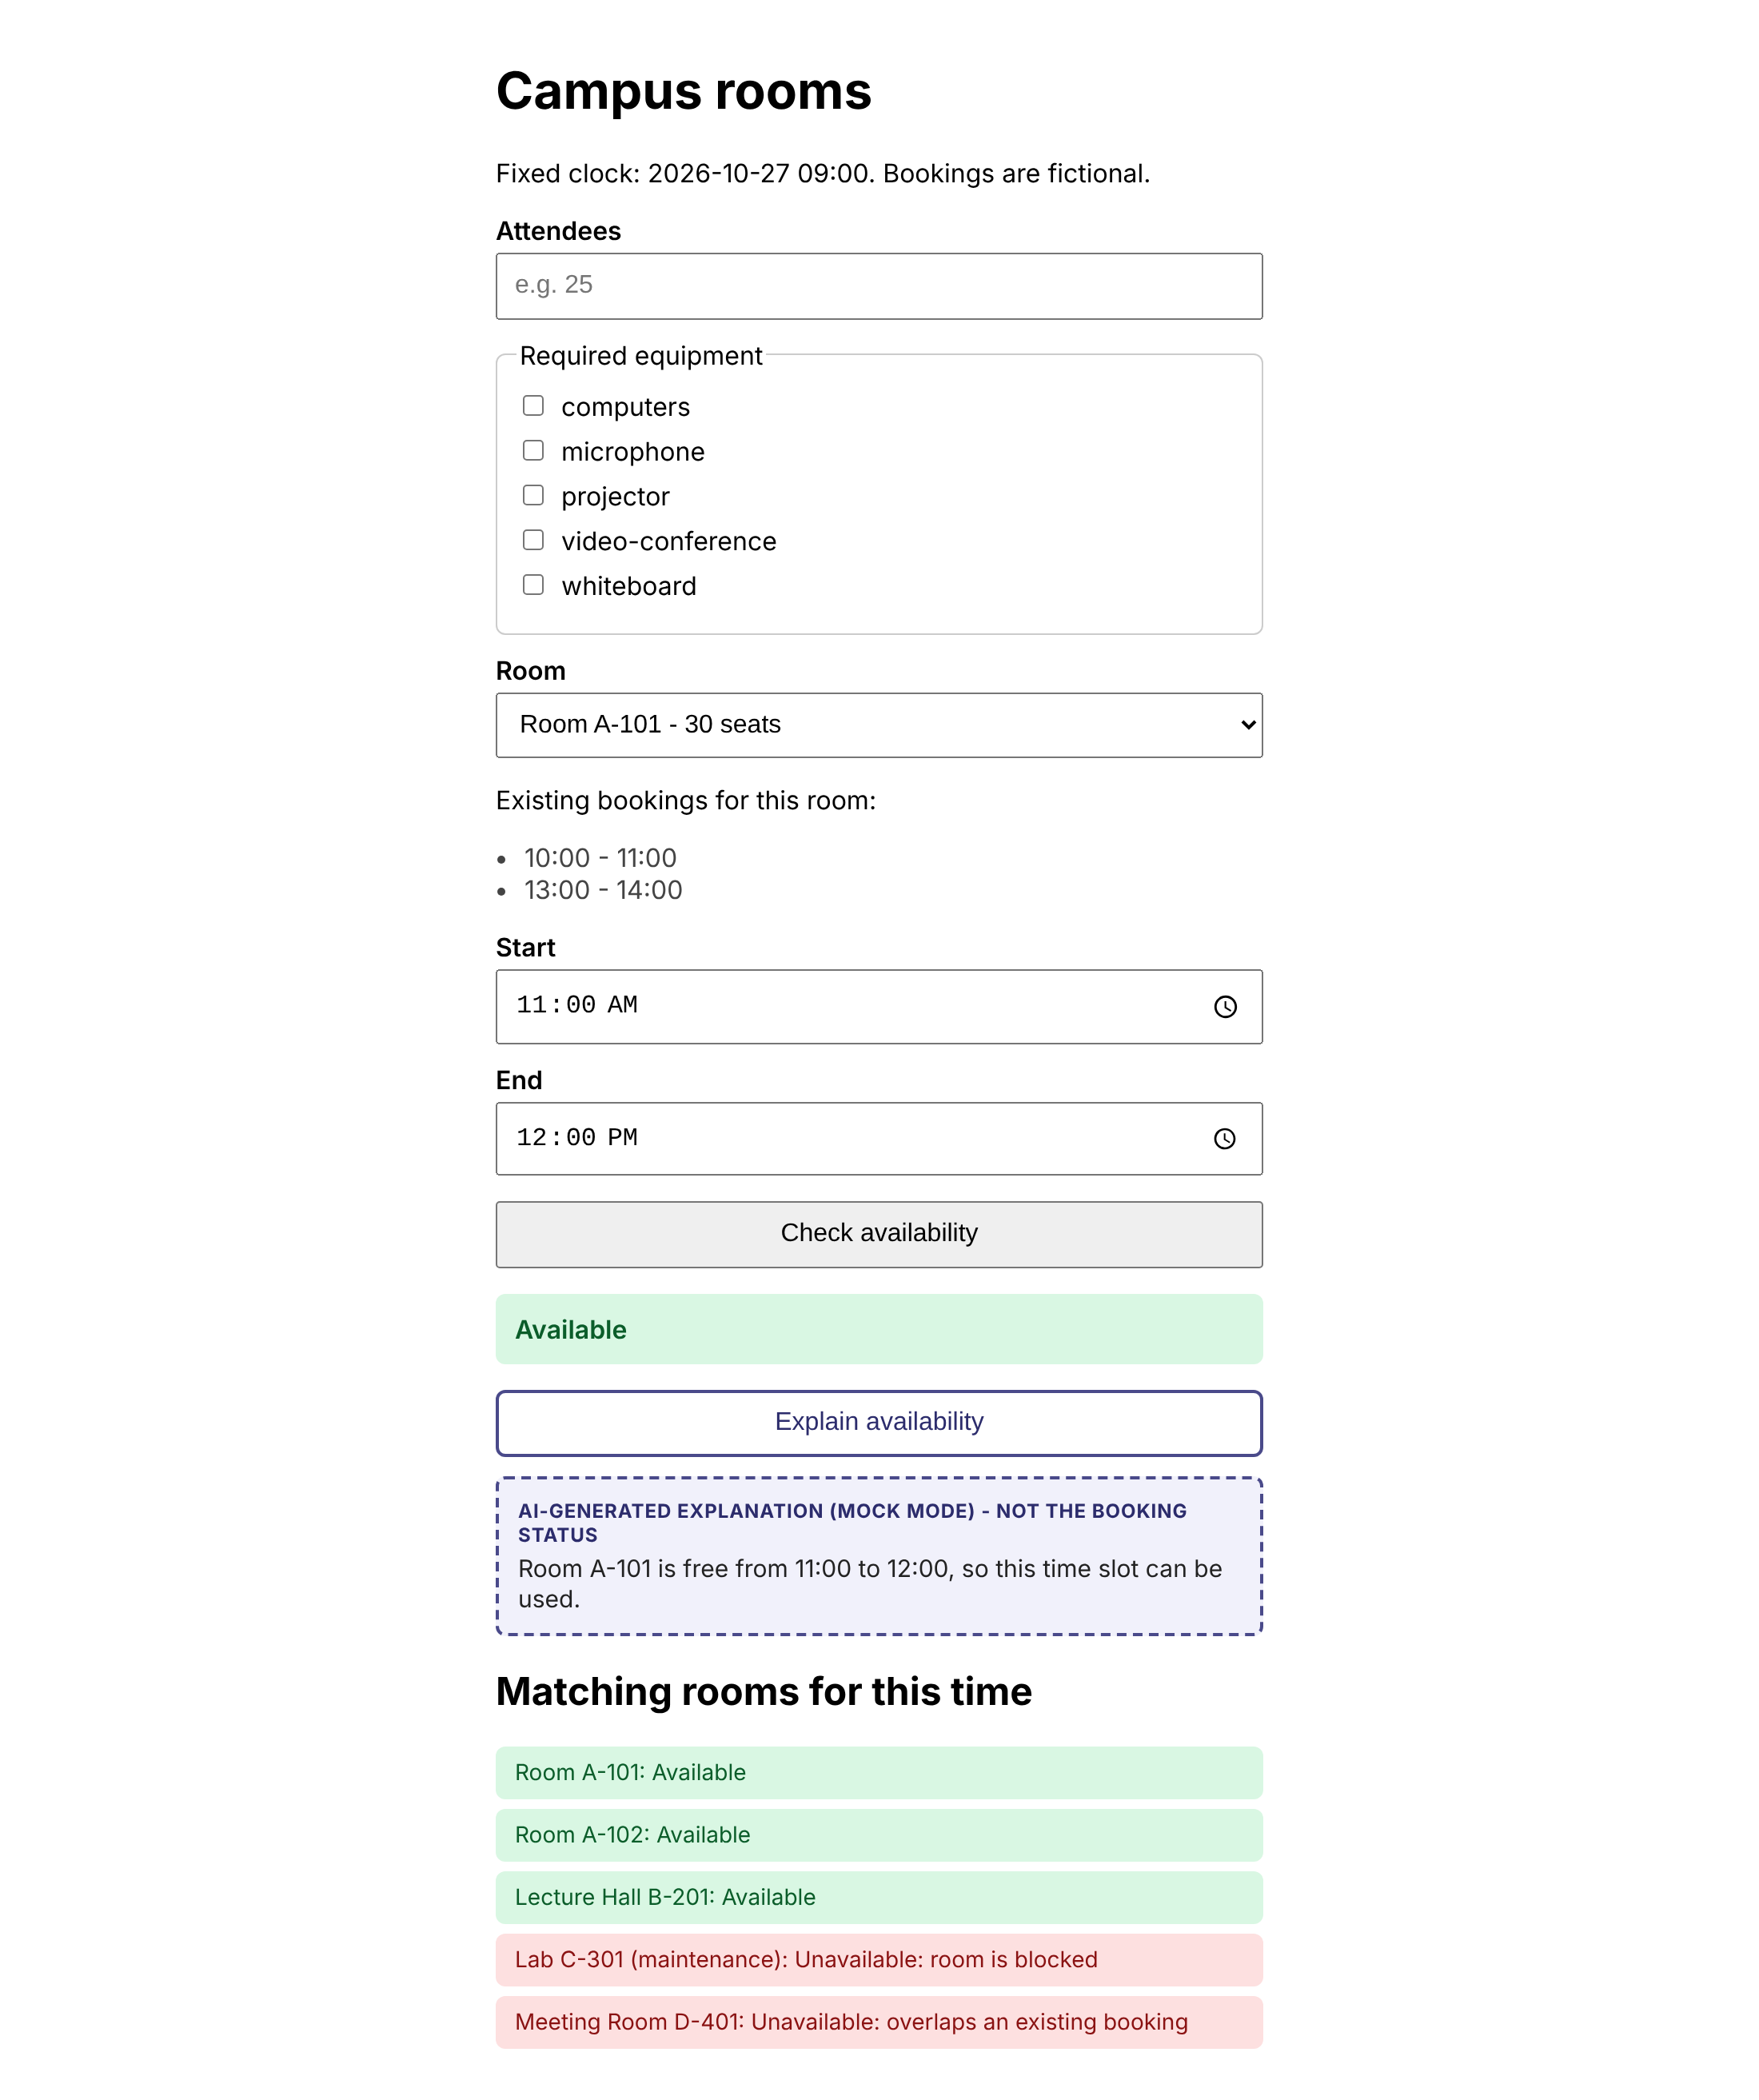 Campus rooms
Fixed clock: 2026-10-27 09:00. Bookings are fictional.
Attendees
e.g. 25
Required equipment
computers
microphone
projector
video-conference
whiteboard
Room
Room A-101 - 30 seats
Existing bookings for this room:
• 10:00 - 11:00
• 13:00 - 14:00
Start
11:00 AM
End
12:00 PM
Check availability
Available
Explain availability
AI-GENERATED EXPLANATION (MOCK MODE) - NOT THE BOOKING
STATUS
Room A-101 is free from 11:00 to 12:00, so this time slot can be
used.
Matching rooms for this time
Room A-101: Available
Room A-102: Available
Lecture Hall B-201: Available
Lab C-301 (maintenance): Unavailable: room is blocked
Meeting Room D-401: Unavailable: overlaps an existing booking